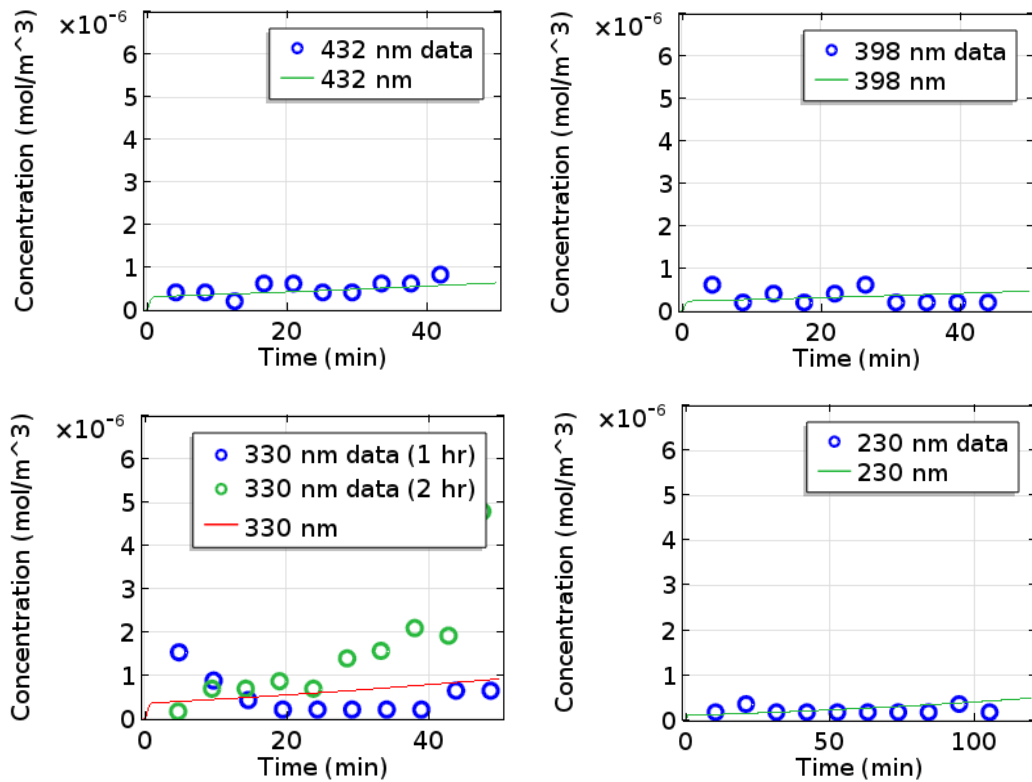 ×10⁻⁶
Concentration (mol/m^3)
6
5
4
3
2
1
0
432 nm data
432 nm
0
20
40
Time (min)
×10⁻⁶
Concentration (mol/m^3)
6
5
4
3
2
1
0
398 nm data
398 nm
0
20
40
Time (min)
×10⁻⁶
Concentration (mol/m^3)
6
5
4
3
2
1
0
330 nm data (1 hr)
330 nm data (2 hr)
330 nm
0
20
40
Time (min)
×10⁻⁶
Concentration (mol/m^3)
6
5
4
3
2
1
0
230 nm data
230 nm
0
50
100
Time (min)